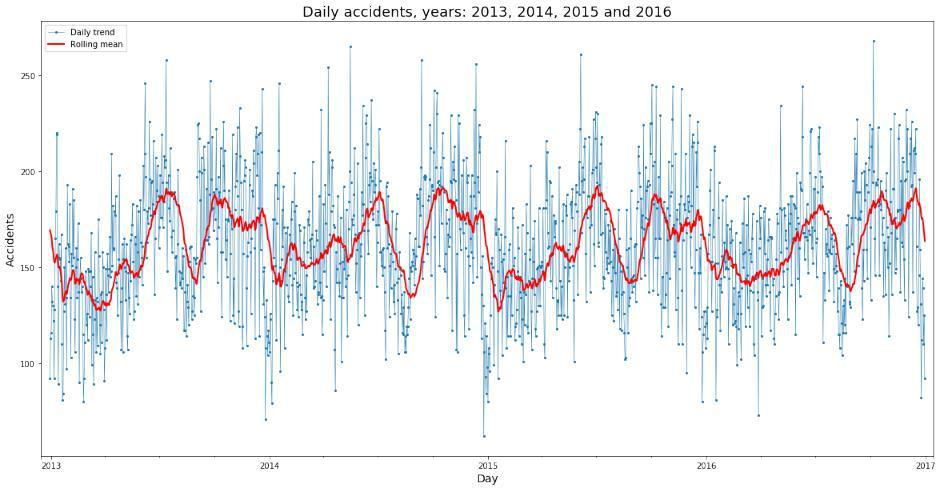 Daily accidents, years: 2013, 2014, 2015 and 2016
Daily trend
Rolling mean
250
200
150
100
Accidents
2013
2014
2015
2016
2017
Day